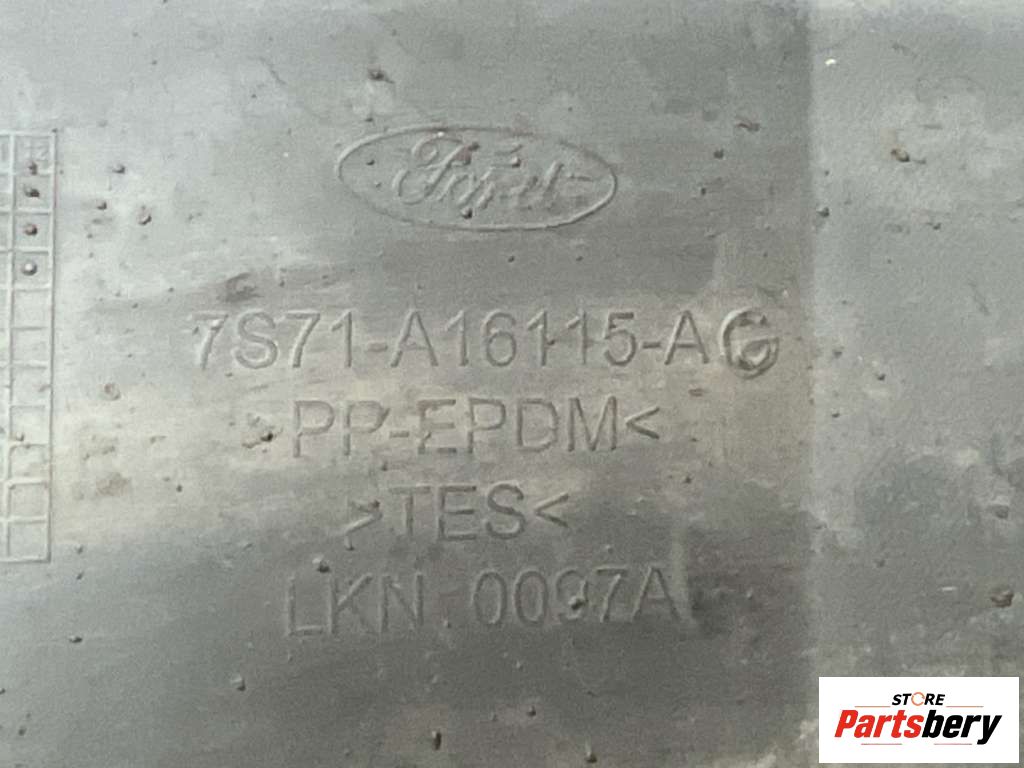 Ford
7S71-A16115-AG
>PP-EPDM<
>TES<
LKN 0097A
STORE
Partsbery